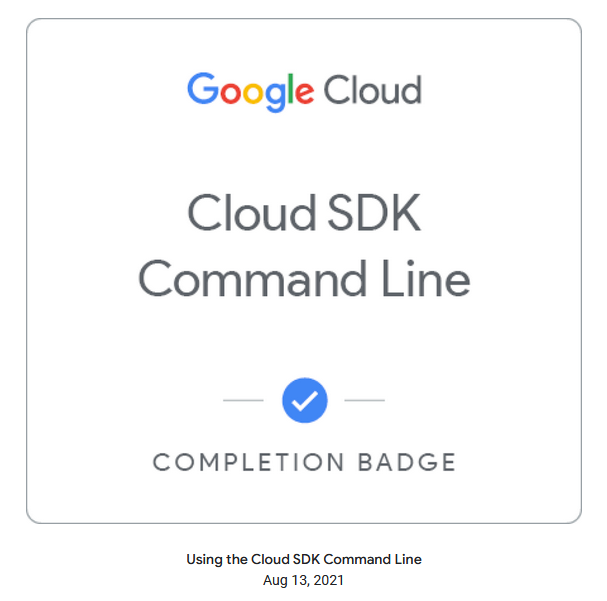 Google Cloud
Cloud SDK
Command Line
COMPLETION BADGE
Using the Cloud SDK Command Line
Aug 13, 2021